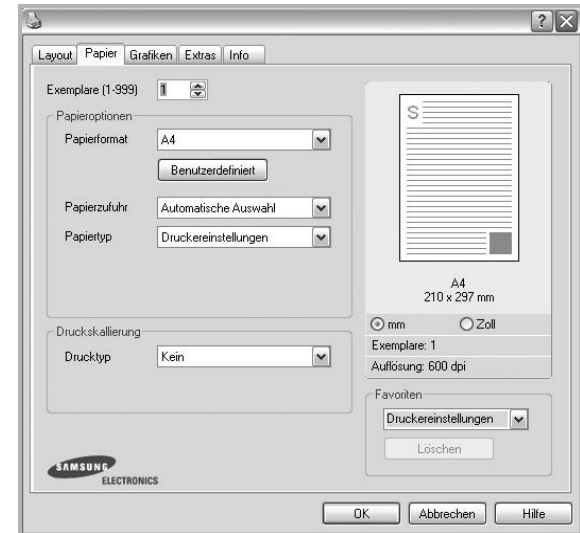 Layout Papier Grafiken Extras Info
Exemplare (1-999) 1
Papieroptionen
Papierformat A4
Benutzerdefiniert
Papierzufuhr Automatische Auswahl
Papiertyp Druckereinstellungen
Druckskallierung
Drucktyp Kein
SAMSUNG
ELECTRONICS
S
A4
210 x 297 mm
mm Zoll
Exemplare: 1
Auflösung: 600 dpi
Favoriten
Druckereinstellungen
Löschen
OK Abbrechen Hilfe